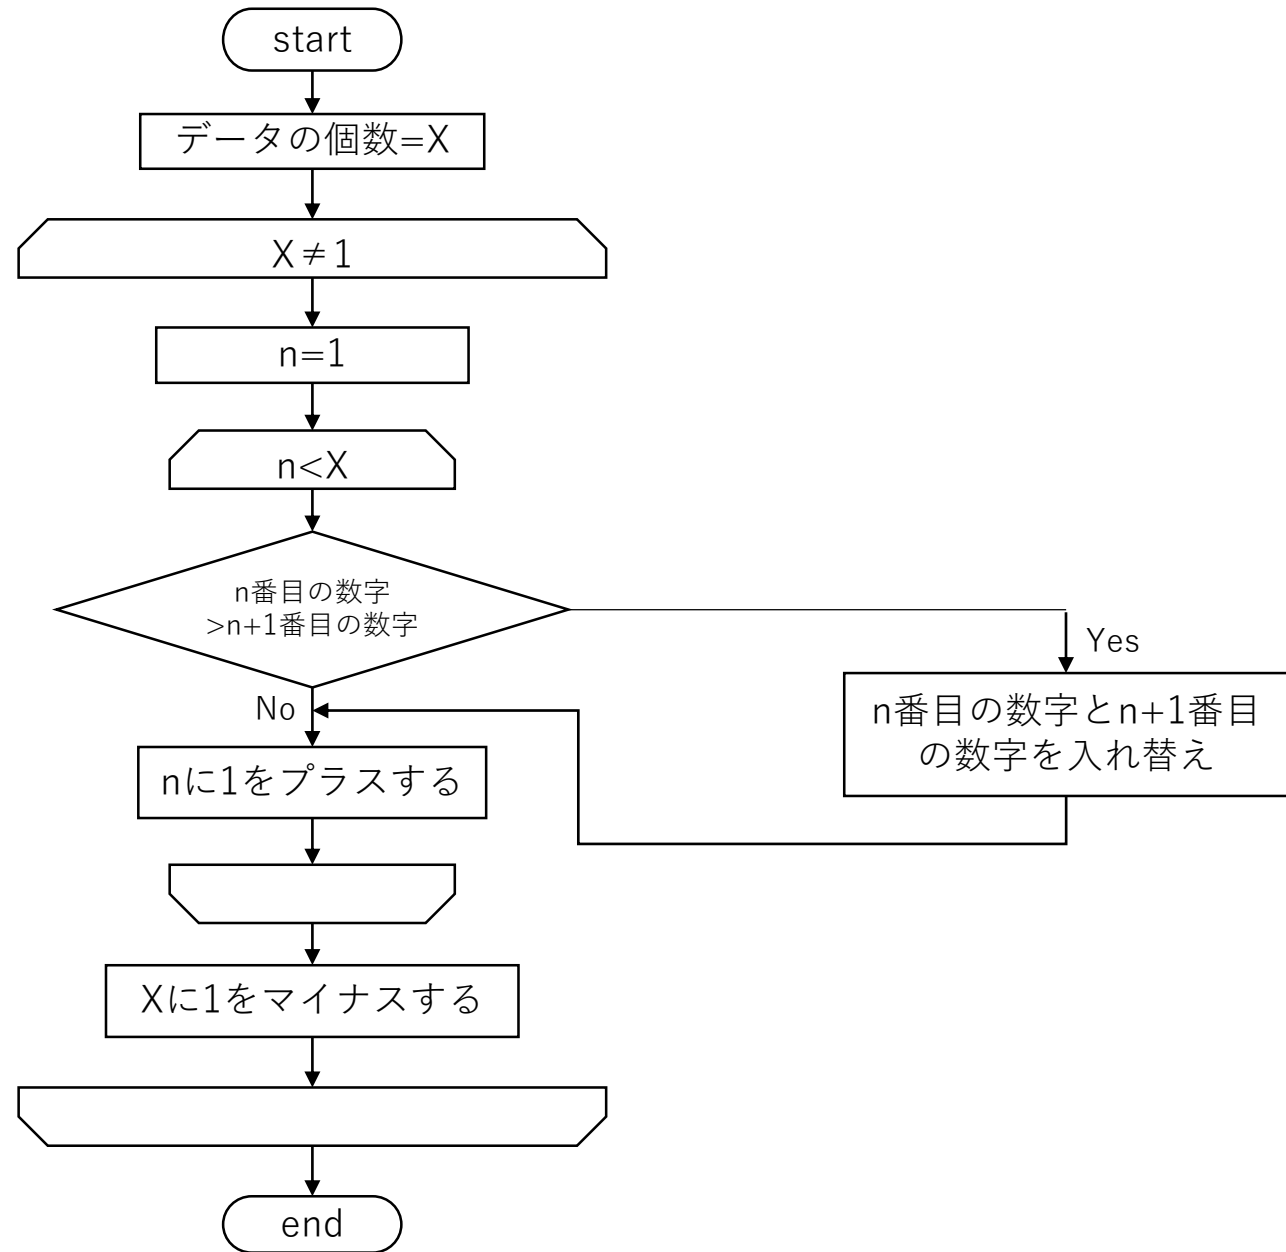 start
データの個数=X
X≠1
n=1
n<X
n番目の数字
>n+1番目の数字
Yes
No
n番目の数字とn+1番目
の数字を入れ替え
nに1をプラスする
Xに1をマイナスする
end